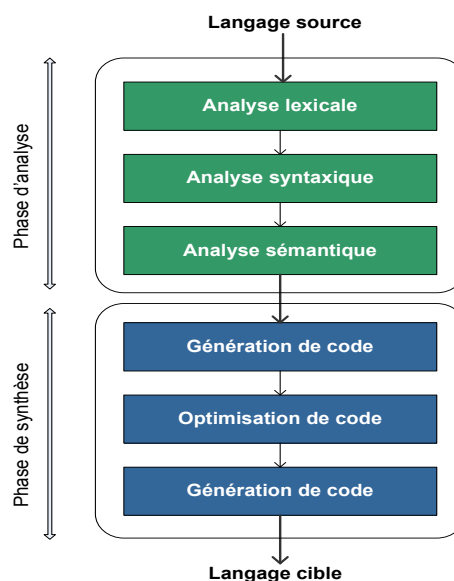 Langage source
Phase d'analyse
Analyse lexicale
Analyse syntaxique
Analyse sémantique
Phase de synthèse
Génération de code
Optimisation de code
Génération de code
Langage cible